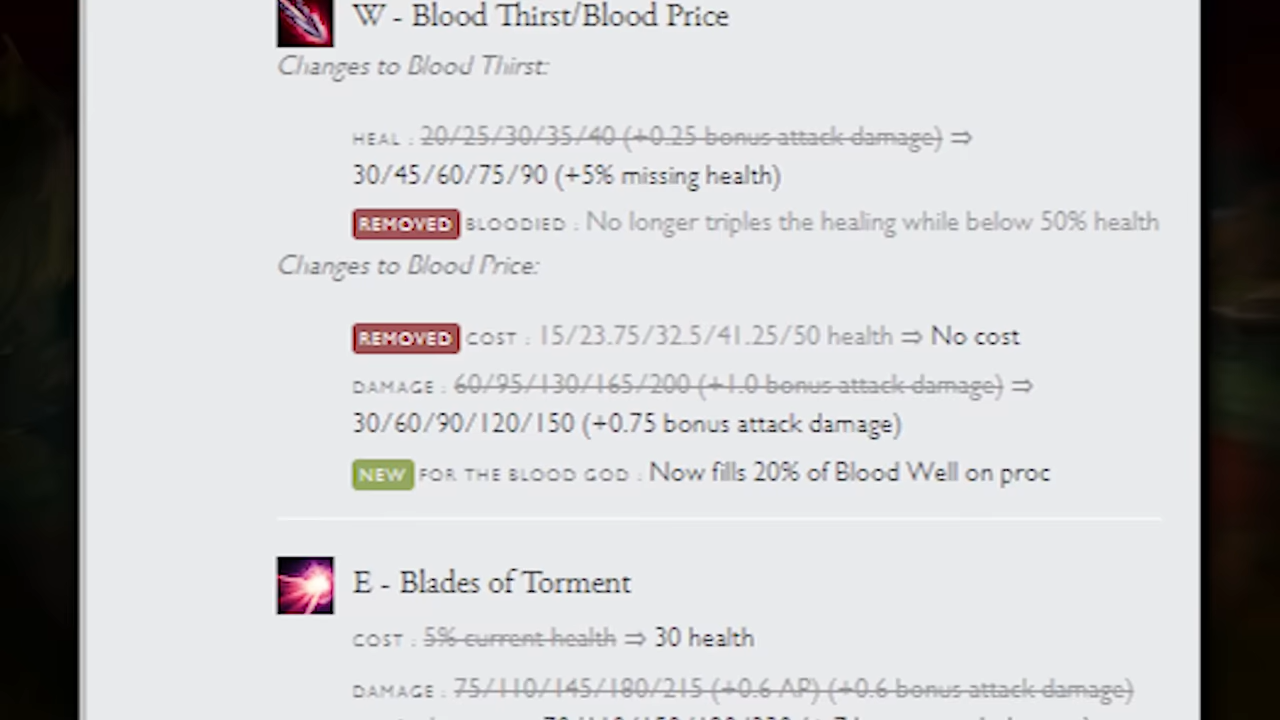 W - Blood Thirst/Blood Price
Changes to Blood Thirst:
HEAL : 20/25/30/35/40 (+0.25 bonus attack damage) ⇒
30/45/60/75/90 (+5% missing health)
REMOVED BLOODIED : No longer triples the healing while below 50% health
Changes to Blood Price:
REMOVED COST : 15/23.75/32.5/41.25/50 health ⇒ No cost
DAMAGE : 60/95/130/165/200 (+1.0 bonus attack damage) ⇒
30/60/90/120/150 (+0.75 bonus attack damage)
NEW FOR THE BLOOD GOD : Now fills 20% of Blood Well on proc
E - Blades of Torment
COST : 5% current health ⇒ 30 health
DAMAGE : 75/110/145/180/215 (+0.6 AP) (+0.6 bonus attack damage)